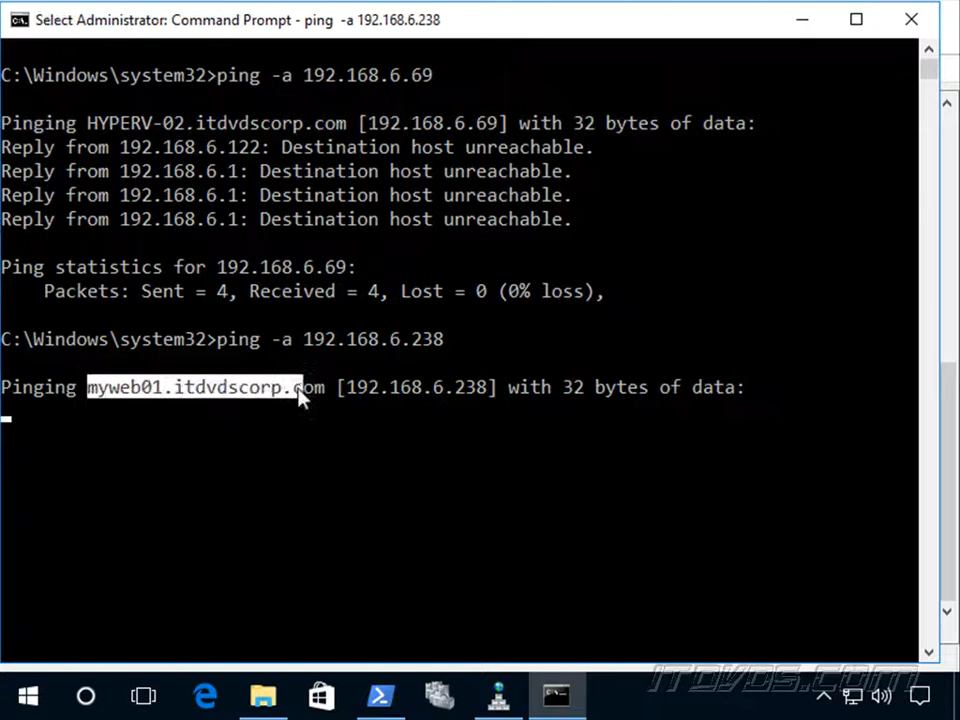 Select Administrator: Command Prompt - ping -a 192.168.6.238
C:\Windows\system32>ping -a 192.168.6.69
Pinging HYPERV-02.itdvdscorp.com [192.168.6.69] with 32 bytes of data:
Reply from 192.168.6.122: Destination host unreachable.
Reply from 192.168.6.1: Destination host unreachable.
Reply from 192.168.6.1: Destination host unreachable.
Reply from 192.168.6.1: Destination host unreachable.
Ping statistics for 192.168.6.69:
    Packets: Sent = 4, Received = 4, Lost = 0 (0% loss),
C:\Windows\system32>ping -a 192.168.6.238
Pinging myweb01.itdvdscorp.com [192.168.6.238] with 32 bytes of data:
ITDVDS.COM